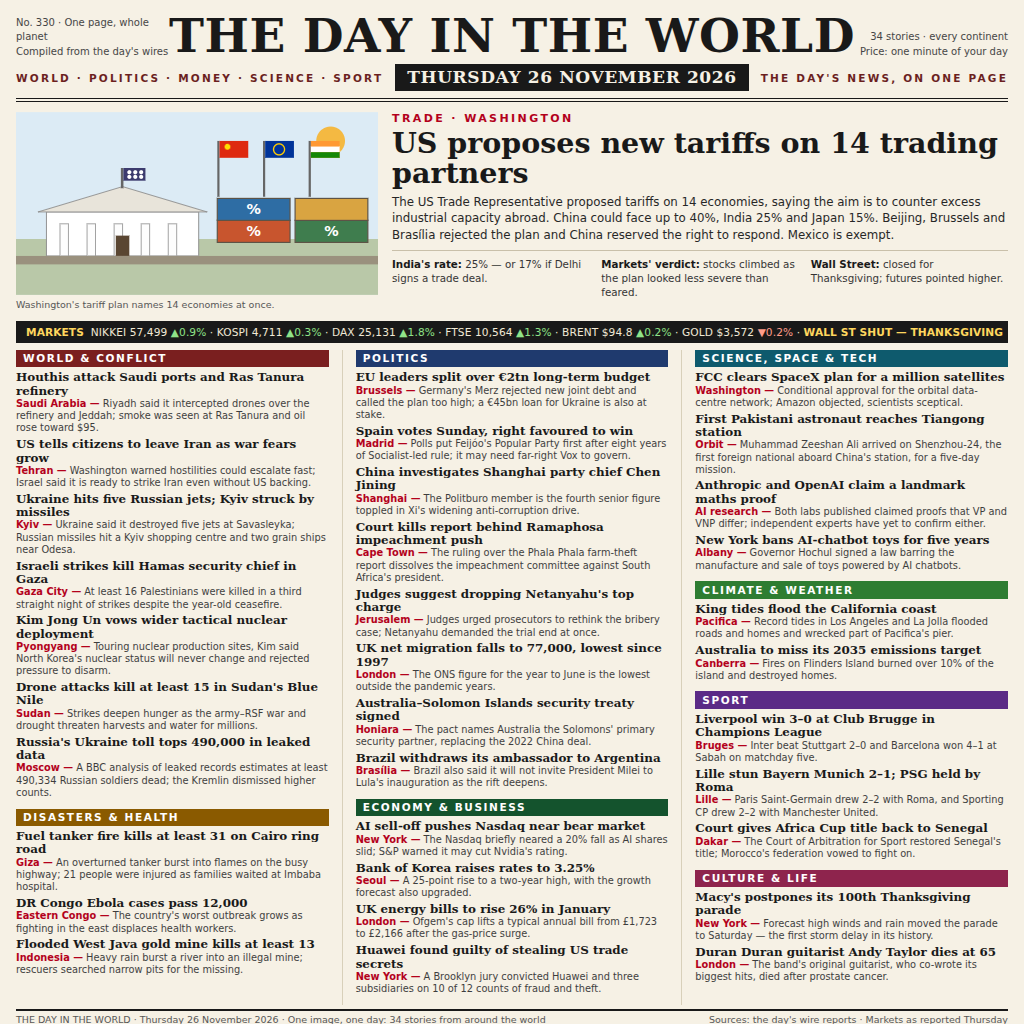 No. 330 · One page, whole
planet
Compiled from the day's wires
THE DAY IN THE WORLD
34 stories · every continent
Price: one minute of your day
WORLD · POLITICS · MONEY · SCIENCE · SPORT
THURSDAY 26 NOVEMBER 2026
THE DAY'S NEWS, ON ONE PAGE
%
%
%
Washington's tariff plan names 14 economies at once.
TRADE · WASHINGTON
US proposes new tariffs on 14 trading
partners
The US Trade Representative proposed tariffs on 14 economies, saying the aim is to counter excess
industrial capacity abroad. China could face up to 40%, India 25% and Japan 15%. Beijing, Brussels and
Brasília rejected the plan and China reserved the right to respond. Mexico is exempt.
India's rate: 25% — or 17% if Delhi
signs a trade deal.
Markets' verdict: stocks climbed as
the plan looked less severe than
feared.
Wall Street: closed for
Thanksgiving; futures pointed higher.
MARKETS NIKKEI 57,499 ▲0.9% · KOSPI 4,711 ▲0.3% · DAX 25,131 ▲1.8% · FTSE 10,564 ▲1.3% · BRENT $94.8 ▲0.2% · GOLD $3,572 ▼0.2% · WALL ST SHUT — THANKSGIVING
WORLD & CONFLICT
Houthis attack Saudi ports and Ras Tanura
refinery
Saudi Arabia — Riyadh said it intercepted drones over the
refinery and Jeddah; smoke was seen at Ras Tanura and oil
rose toward $95.
US tells citizens to leave Iran as war fears
grow
Tehran — Washington warned hostilities could escalate fast;
Israel said it is ready to strike Iran even without US backing.
Ukraine hits five Russian jets; Kyiv struck by
missiles
Kyiv — Ukraine said it destroyed five jets at Savasleyka;
Russian missiles hit a Kyiv shopping centre and two grain ships
near Odesa.
Israeli strikes kill Hamas security chief in
Gaza
Gaza City — At least 16 Palestinians were killed in a third
straight night of strikes despite the year-old ceasefire.
Kim Jong Un vows wider tactical nuclear
deployment
Pyongyang — Touring nuclear production sites, Kim said
North Korea's nuclear status will never change and rejected
pressure to disarm.
Drone attacks kill at least 15 in Sudan's Blue
Nile
Sudan — Strikes deepen hunger as the army–RSF war and
drought threaten harvests and water for millions.
Russia's Ukraine toll tops 490,000 in leaked
data
Moscow — A BBC analysis of leaked records estimates at least
490,334 Russian soldiers dead; the Kremlin dismissed higher
counts.
DISASTERS & HEALTH
Fuel tanker fire kills at least 31 on Cairo ring
road
Giza — An overturned tanker burst into flames on the busy
highway; 21 people were injured as families waited at Imbaba
hospital.
DR Congo Ebola cases pass 12,000
Eastern Congo — The country's worst outbreak grows as
fighting in the east displaces health workers.
Flooded West Java gold mine kills at least 13
Indonesia — Heavy rain burst a river into an illegal mine;
rescuers searched narrow pits for the missing.
POLITICS
EU leaders split over €2tn long-term budget
Brussels — Germany's Merz rejected new joint debt and
called the plan too high; a €45bn loan for Ukraine is also at
stake.
Spain votes Sunday, right favoured to win
Madrid — Polls put Feijóo's Popular Party first after eight years
of Socialist-led rule; it may need far-right Vox to govern.
China investigates Shanghai party chief Chen
Jining
Shanghai — The Politburo member is the fourth senior figure
toppled in Xi's widening anti-corruption drive.
Court kills report behind Ramaphosa
impeachment push
Cape Town — The ruling over the Phala Phala farm-theft
report dissolves the impeachment committee against South
Africa's president.
Judges suggest dropping Netanyahu's top
charge
Jerusalem — Judges urged prosecutors to rethink the bribery
case; Netanyahu demanded the trial end at once.
UK net migration falls to 77,000, lowest since
1997
London — The ONS figure for the year to June is the lowest
outside the pandemic years.
Australia–Solomon Islands security treaty
signed
Honiara — The pact names Australia the Solomons' primary
security partner, replacing the 2022 China deal.
Brazil withdraws its ambassador to Argentina
Brasília — Brazil also said it will not invite President Milei to
Lula's inauguration as the rift deepens.
ECONOMY & BUSINESS
AI sell-off pushes Nasdaq near bear market
New York — The Nasdaq briefly neared a 20% fall as AI shares
slid; S&P warned it may cut Nvidia's rating.
Bank of Korea raises rates to 3.25%
Seoul — A 25-point rise to a two-year high, with the growth
forecast also upgraded.
UK energy bills to rise 26% in January
London — Ofgem's cap lifts a typical annual bill from £1,723
to £2,166 after the gas-price surge.
Huawei found guilty of stealing US trade
secrets
New York — A Brooklyn jury convicted Huawei and three
subsidiaries on 10 of 12 counts of fraud and theft.
SCIENCE, SPACE & TECH
FCC clears SpaceX plan for a million satellites
Washington — Conditional approval for the orbital data-
centre network; Amazon objected, scientists sceptical.
First Pakistani astronaut reaches Tiangong
station
Orbit — Muhammad Zeeshan Ali arrived on Shenzhou-24, the
first foreign national aboard China's station, for a five-day
mission.
Anthropic and OpenAI claim a landmark
maths proof
AI research — Both labs published claimed proofs that VP and
VNP differ; independent experts have yet to confirm either.
New York bans AI-chatbot toys for five years
Albany — Governor Hochul signed a law barring the
manufacture and sale of toys powered by AI chatbots.
CLIMATE & WEATHER
King tides flood the California coast
Pacifica — Record tides in Los Angeles and La Jolla flooded
roads and homes and wrecked part of Pacifica's pier.
Australia to miss its 2035 emissions target
Canberra — Fires on Flinders Island burned over 10% of the
island and destroyed homes.
SPORT
Liverpool win 3–0 at Club Brugge in
Champions League
Bruges — Inter beat Stuttgart 2–0 and Barcelona won 4–1 at
Sabah on matchday five.
Lille stun Bayern Munich 2–1; PSG held by
Roma
Lille — Paris Saint-Germain drew 2–2 with Roma, and Sporting
CP drew 2–2 with Manchester United.
Court gives Africa Cup title back to Senegal
Dakar — The Court of Arbitration for Sport restored Senegal's
title; Morocco's federation vowed to fight on.
CULTURE & LIFE
Macy's postpones its 100th Thanksgiving
parade
New York — Forecast high winds and rain moved the parade
to Saturday — the first storm delay in its history.
Duran Duran guitarist Andy Taylor dies at 65
London — The band's original guitarist, who co-wrote its
biggest hits, died after prostate cancer.
THE DAY IN THE WORLD · Thursday 26 November 2026 · One image, one day: 34 stories from around the world
Sources: the day's wire reports · Markets as reported Thursday